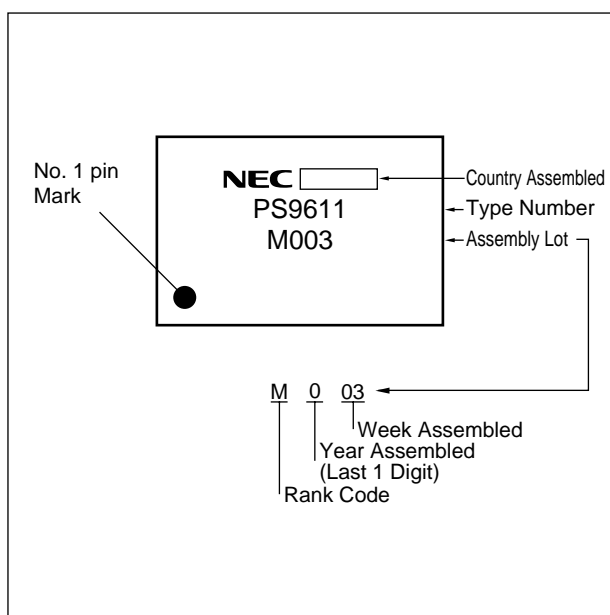 No. 1 pin
Mark
NEC
Country Assembled
PS9611
Type Number
M003
Assembly Lot
M 0 03
Week Assembled
Year Assembled
(Last 1 Digit)
Rank Code